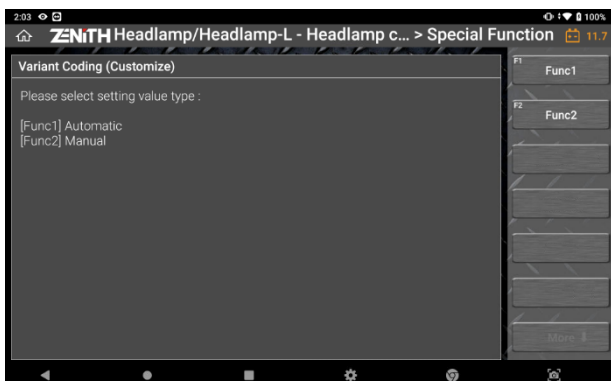 2:03 100%
ZENITH Headlamp/Headlamp-L - Headlamp c... > Special Function 11.7
Variant Coding (Customize)
F1 Func1
Please select setting value type :
F2 Func2
[Func1] Automatic
[Func2] Manual
More